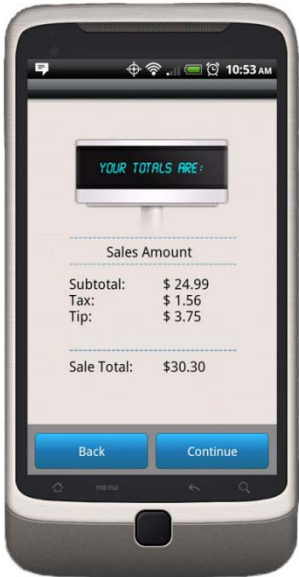 10:53 AM
YOUR TOTALS ARE:
Sales Amount
Subtotal: $ 24.99
Tax: $ 1.56
Tip: $ 3.75
Sale Total: $30.30
Back Continue
menu